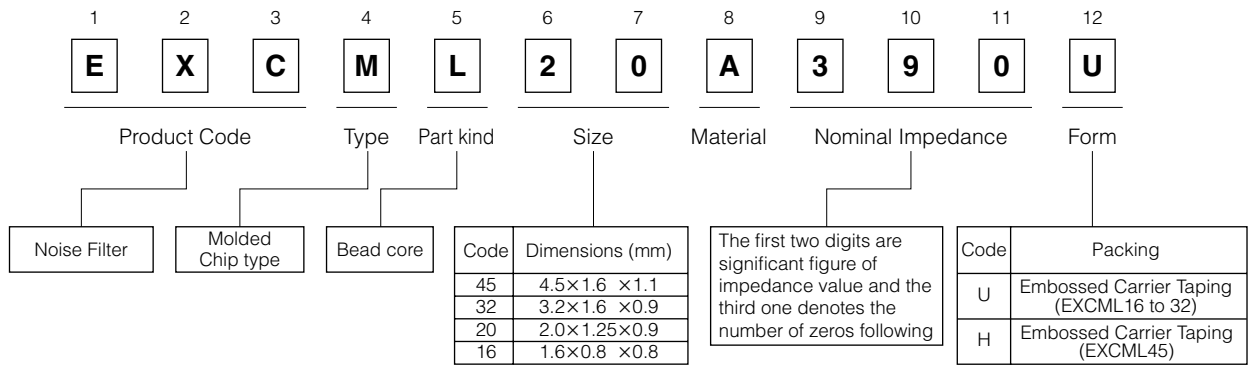 1 2 3 4 5 6 7 8 9 10 11 12
E X C M L 2 0 A 3 9 0 U
Product Code Type Part kind Size Material Nominal Impedance Form
Noise Filter
Molded
Chip type
Bead core
Code Dimensions (mm)
45 4.5×1.6 ×1.1
32 3.2×1.6 ×0.9
20 2.0×1.25×0.9
16 1.6×0.8 ×0.8
The first two digits are
significant figure of
impedance value and the
third one denotes the
number of zeros following
Code Packing
U Embossed Carrier Taping
(EXCML16 to 32)
H Embossed Carrier Taping
(EXCML45)